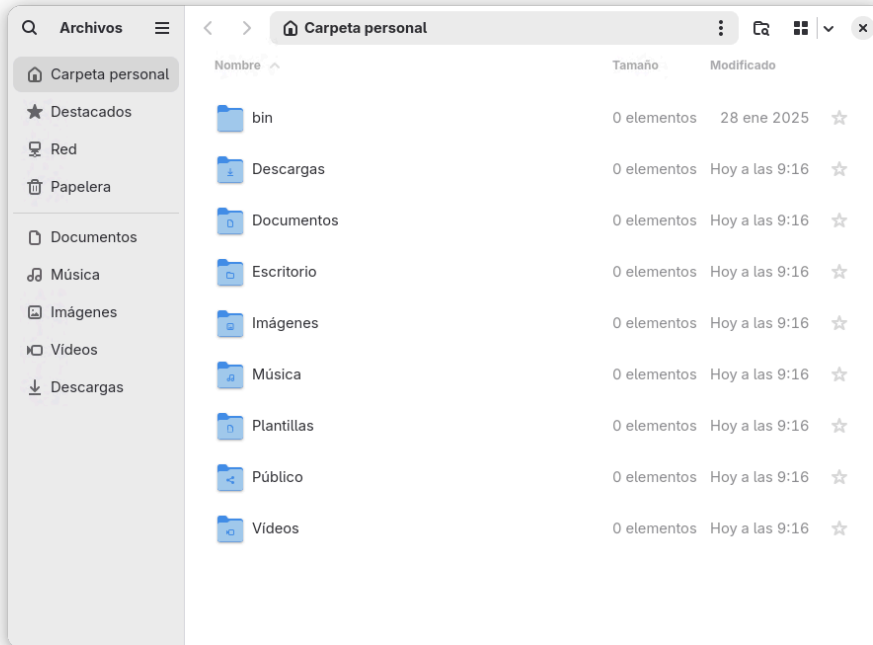 Archivos
Carpeta personal
Carpeta personal
Destacados
Red
Papelera
Documentos
Música
Imágenes
Vídeos
Descargas
Nombre Tamaño Modificado
bin 0 elementos 28 ene 2025
Descargas 0 elementos Hoy a las 9:16
Documentos 0 elementos Hoy a las 9:16
Escritorio 0 elementos Hoy a las 9:16
Imágenes 0 elementos Hoy a las 9:16
Música 0 elementos Hoy a las 9:16
Plantillas 0 elementos Hoy a las 9:16
Público 0 elementos Hoy a las 9:16
Vídeos 0 elementos Hoy a las 9:16